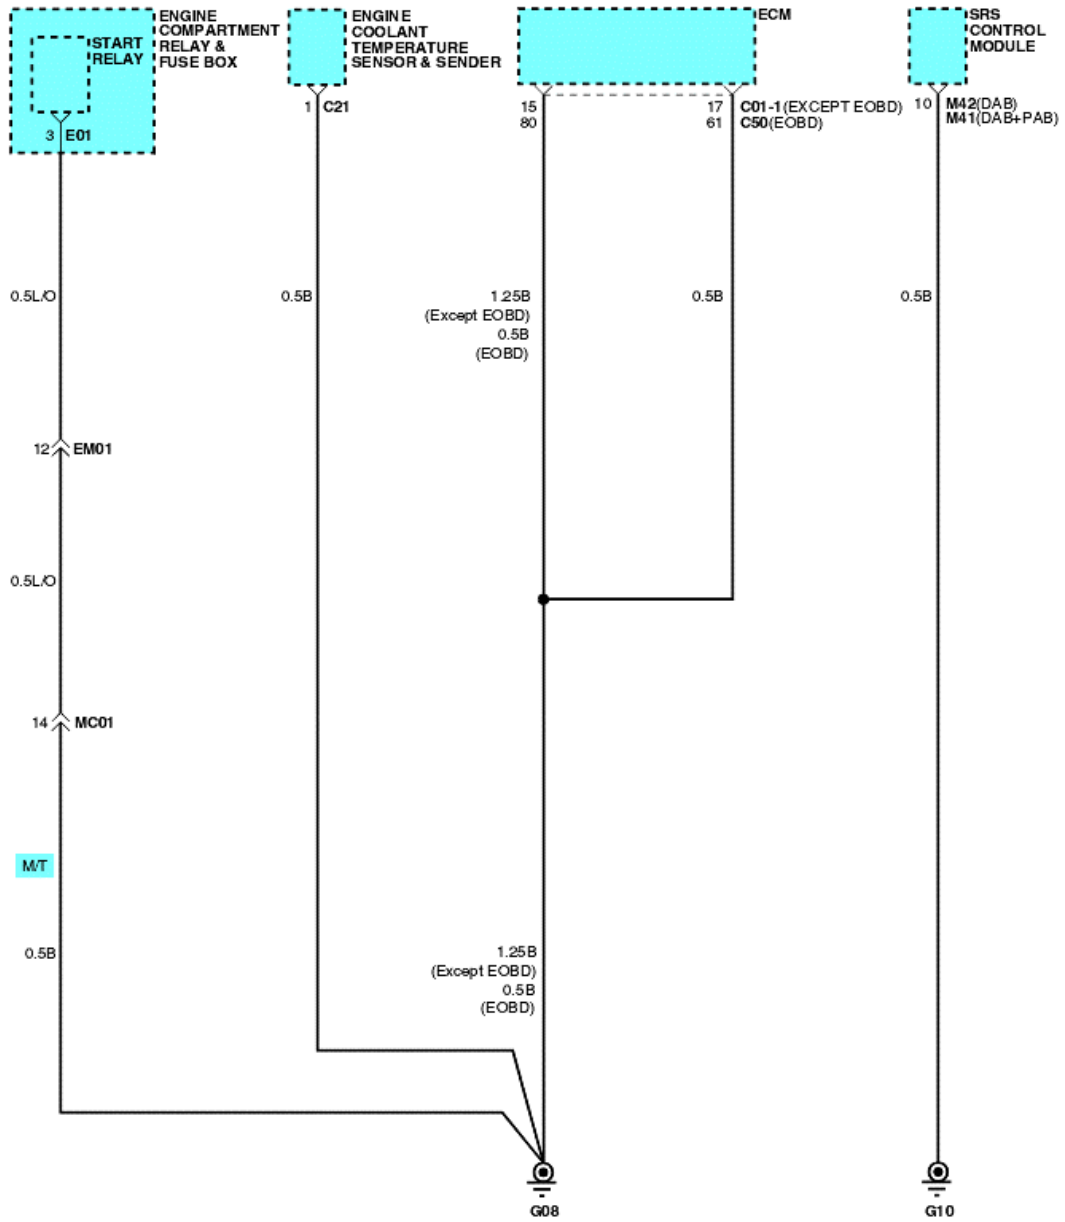 ENGINE
COMPARTMENT
RELAY &
FUSE BOX
START
RELAY
3 E01
ENGINE
COOLANT
TEMPERATURE
SENSOR & SENDER
1 C21
ECM
15
80
17 C01-1(EXCEPT EOBD)
61 C50(EOBD)
SRS
CONTROL
MODULE
10 M42(DAB)
M41(DAB+PAB)
0.5L/O
0.5B
1.25B
(Except EOBD)
0.5B
(EOBD)
0.5B
0.5B
12 EM01
0.5L/O
14 MC01
M/T
0.5B
1.25B
(Except EOBD)
0.5B
(EOBD)
G08
G10